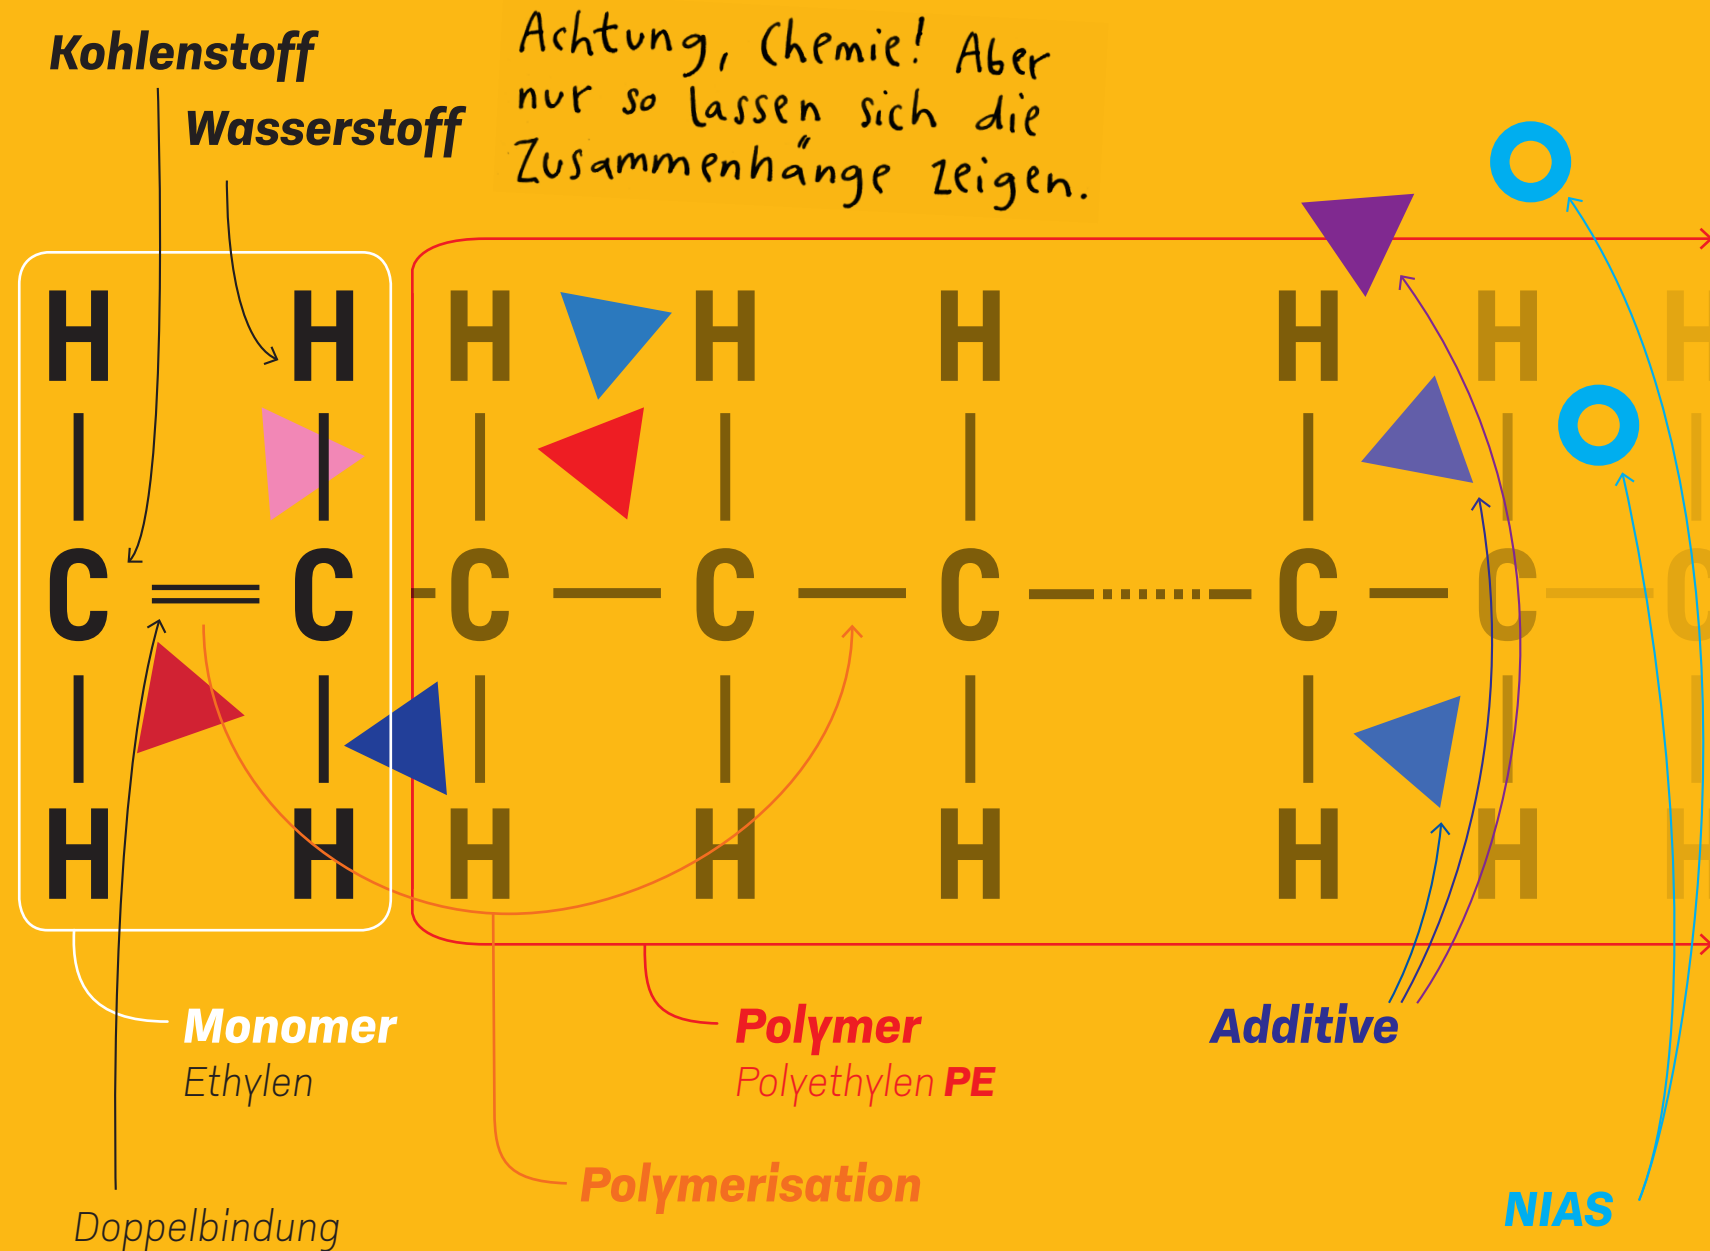 Kohlenstoff
Wasserstoff
Achtung, Chemie! Aber
nur so lassen sich die
Zusammenhänge zeigen.
H H H H H H H H
C C C C C C C C
H H H H H H H H
Monomer
Ethylen
Polymer
Polyethylen PE
Additive
Polymerisation
Doppelbindung
NIAS